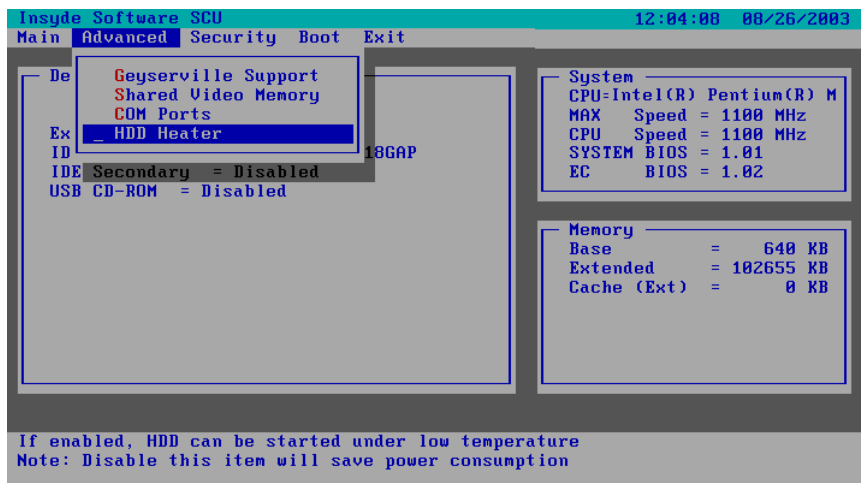 Insyde Software SCU 12:04:08 08/26/2003
Main Advanced Security Boot Exit
De
Geyserville Support
Shared Video Memory
COM Ports
Ex _ HDD Heater
ID 18GAP
IDE Secondary = Disabled
USB CD-ROM = Disabled
System
CPU=Intel(R) Pentium(R) M
MAX Speed = 1100 MHz
CPU Speed = 1100 MHz
SYSTEM BIOS = 1.01
EC BIOS = 1.02
Memory
Base = 640 KB
Extended = 102655 KB
Cache (Ext) = 0 KB
If enabled, HDD can be started under low temperature
Note: Disable this item will save power consumption